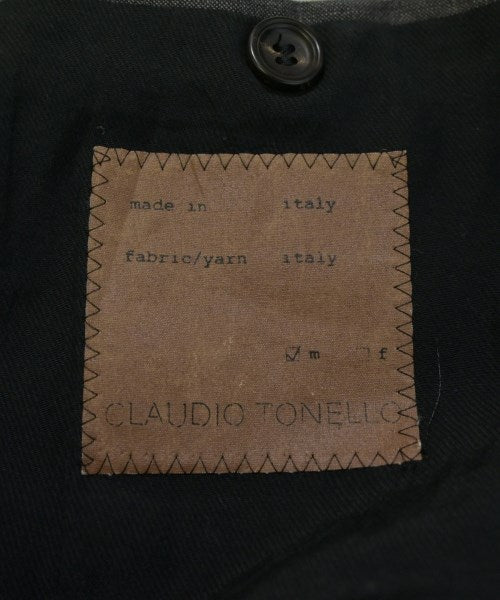 made in italy
fabric/yarn italy
☑ m ☐ f
CLAUDIO TONELLO